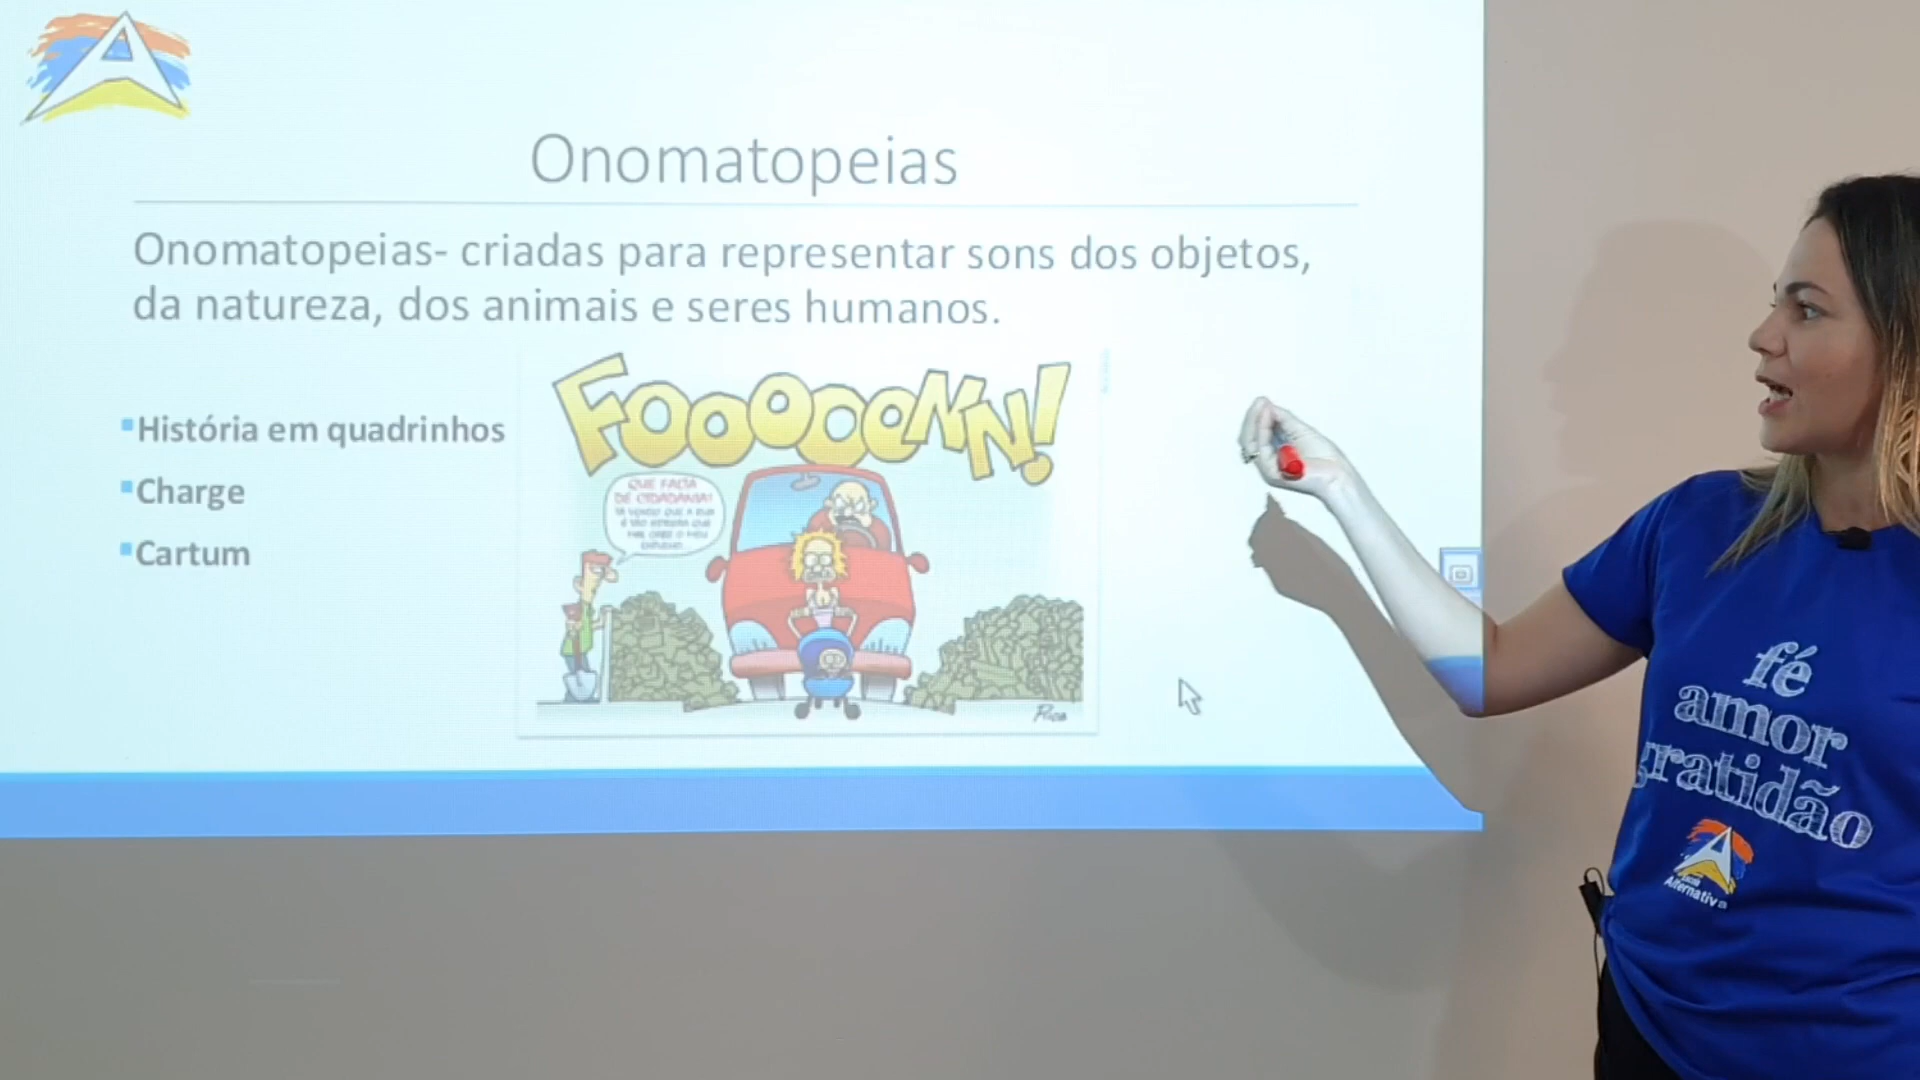 Onomatopeias
Onomatopeias- criadas para representar sons dos objetos,
da natureza, dos animais e seres humanos.
História em quadrinhos
Charge
Cartum
FOOOOONN!
QUE FALTA
DE CIDADANIA!
fé
amor
gratidão
Alternativa